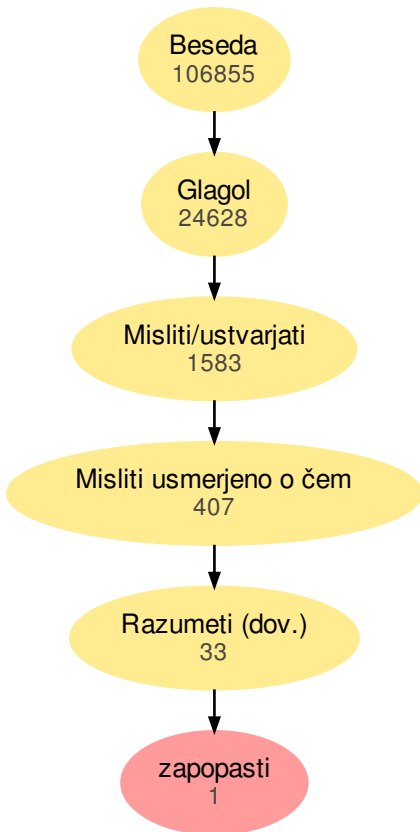 Beseda
106855
Glagol
24628
Misliti/ustvarjati
1583
Misliti usmerjeno o čem
407
Razumeti (dov.)
33
zapopasti
1